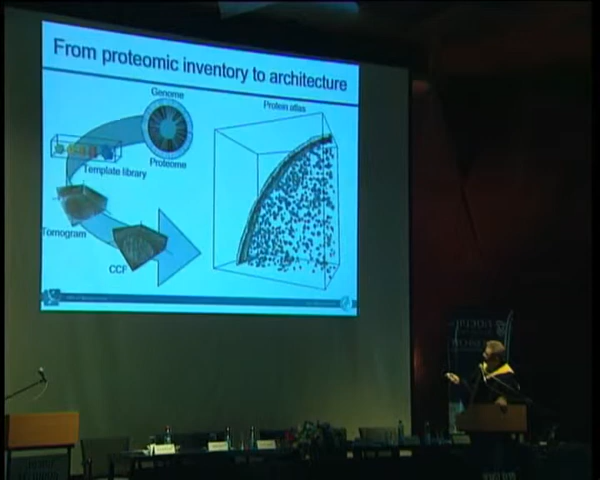 From proteomic inventory to architecture
Genome
Protein atlas
Proteome
Template library
Tomogram
CCF